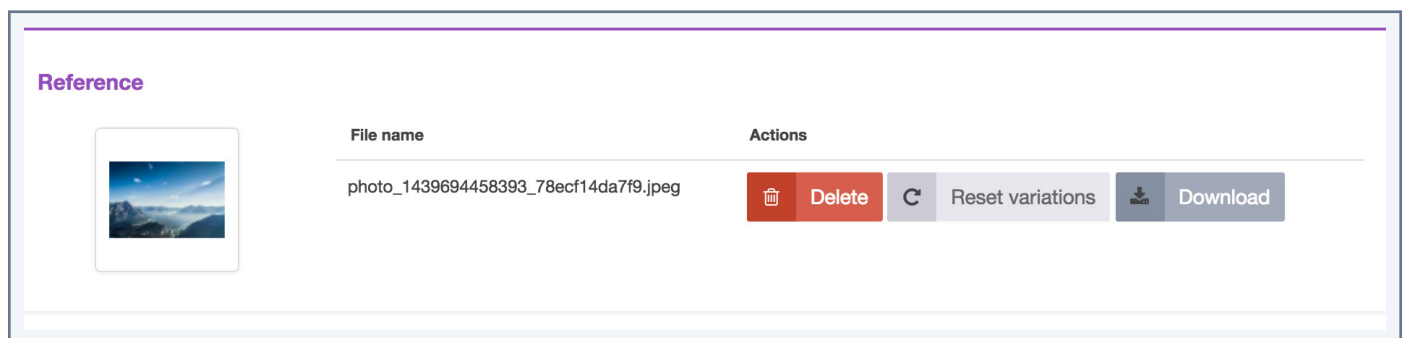 Reference
File name
Actions
photo_1439694458393_78ecf14da7f9.jpeg
Delete
Reset variations
Download